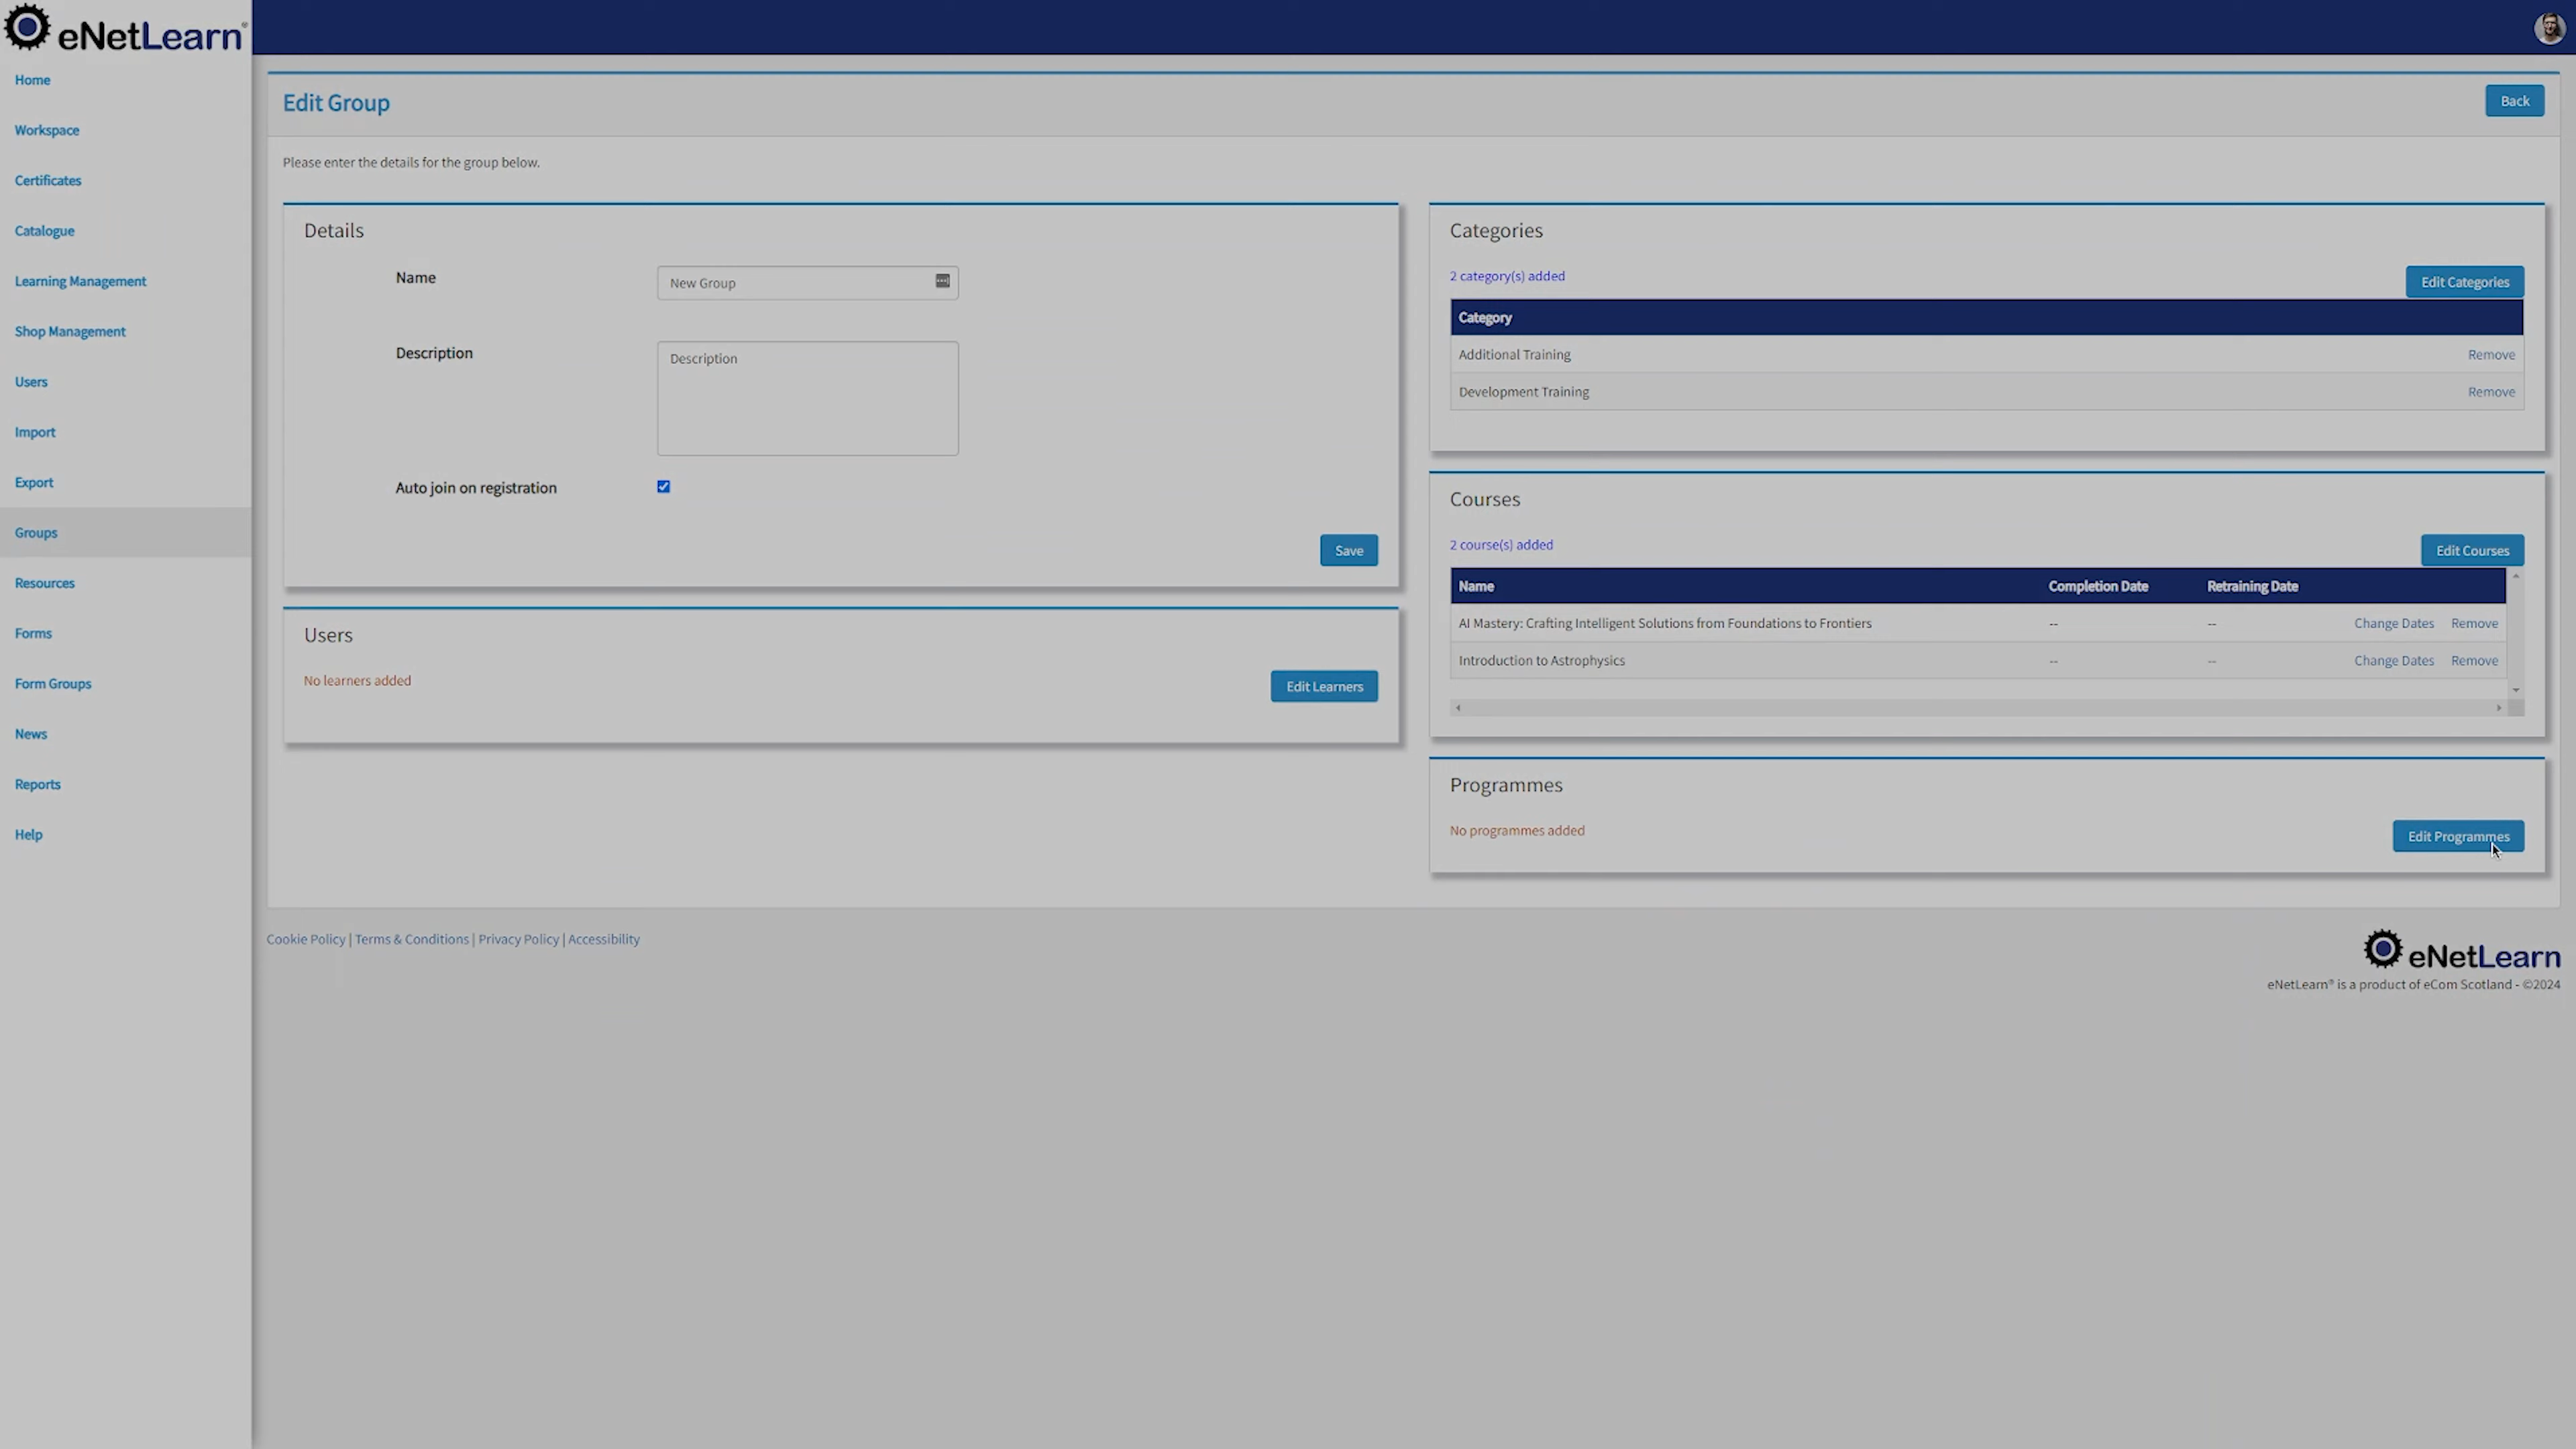 eNetLearn®
Home
Workspace
Certificates
Catalogue
Learning Management
Shop Management
Users
Import
Export
Groups
Resources
Forms
Form Groups
News
Reports
Help
Edit Group
Back
Please enter the details for the group below.
Details
Name
New Group
Description
Description
Auto join on registration
Save
Users
No learners added
Edit Learners
Categories
2 category(s) added
Edit Categories
Category
Additional Training Remove
Development Training Remove
Courses
2 course(s) added
Edit Courses
Name Completion Date Retraining Date
AI Mastery: Crafting Intelligent Solutions from Foundations to Frontiers -- -- Change Dates Remove
Introduction to Astrophysics -- -- Change Dates Remove
Programmes
No programmes added
Edit Programmes
Cookie Policy | Terms & Conditions | Privacy Policy | Accessibility
eNetLearn
eNetLearn® is a product of eCom Scotland - ©2024